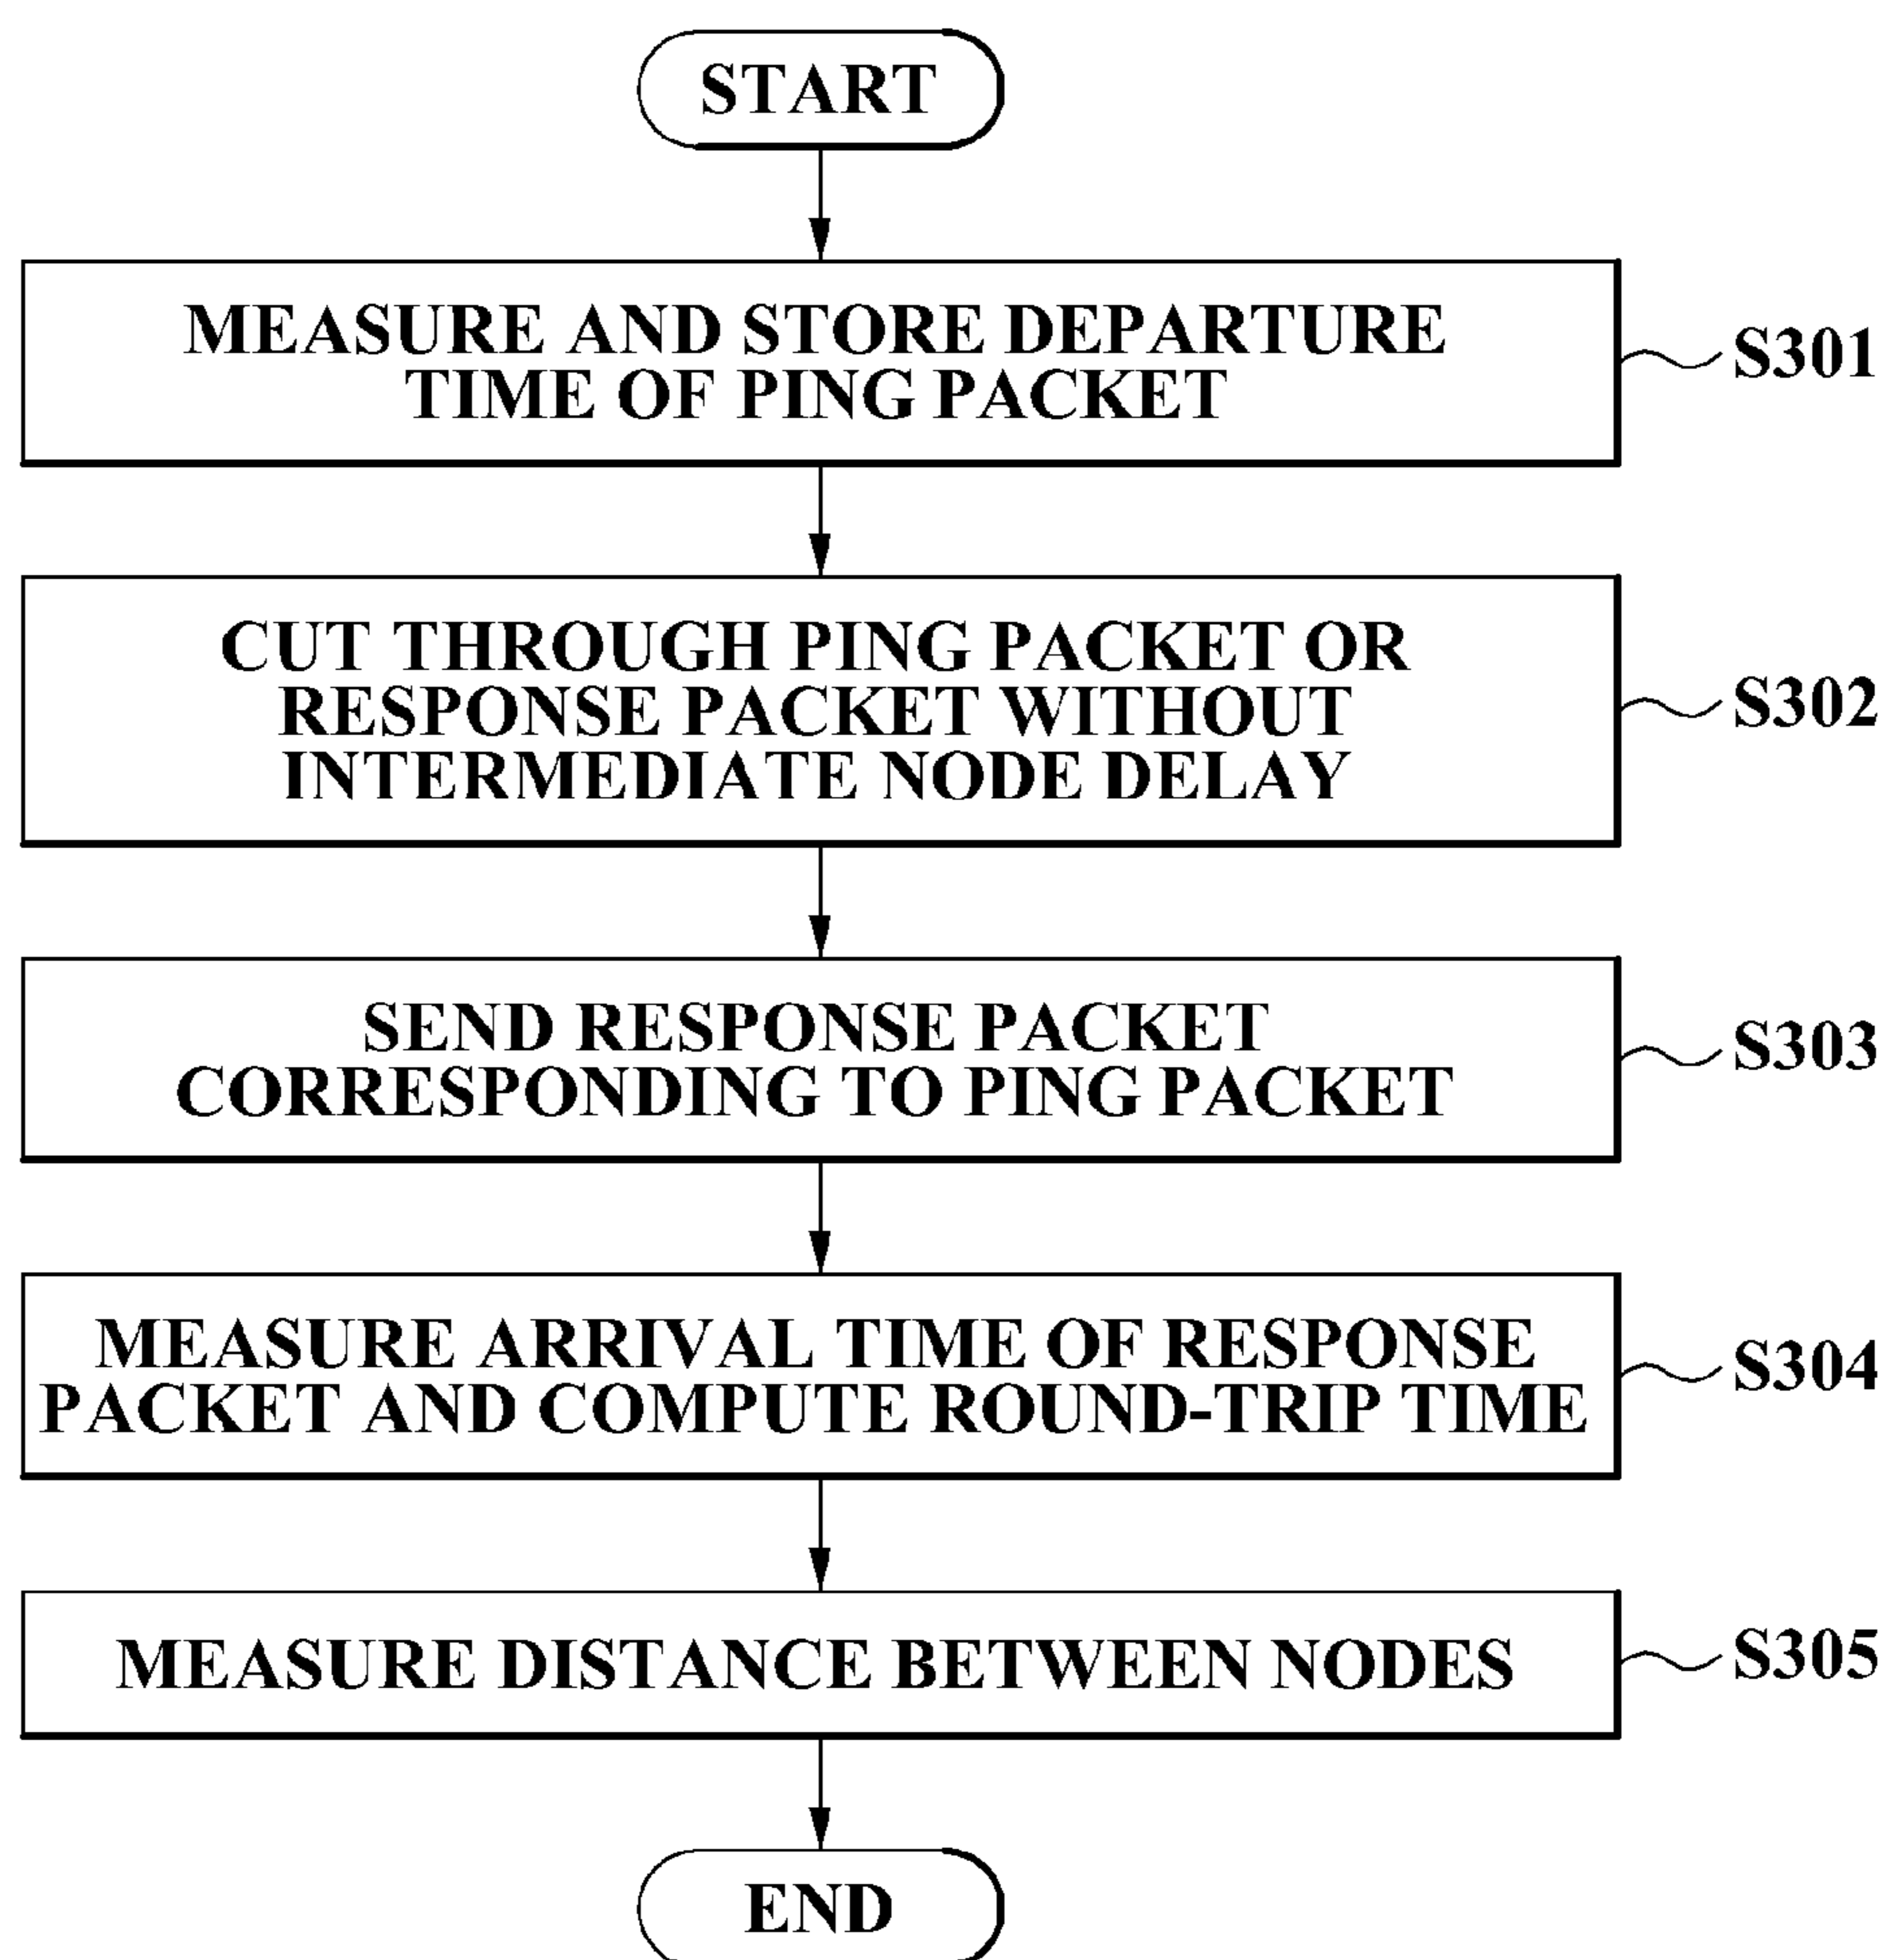 START
MEASURE AND STORE DEPARTURE
TIME OF PING PACKET
S301
CUT THROUGH PING PACKET OR
RESPONSE PACKET WITHOUT
INTERMEDIATE NODE DELAY
S302
SEND RESPONSE PACKET
CORRESPONDING TO PING PACKET
S303
MEASURE ARRIVAL TIME OF RESPONSE
PACKET AND COMPUTE ROUND-TRIP TIME
S304
MEASURE DISTANCE BETWEEN NODES
S305
END